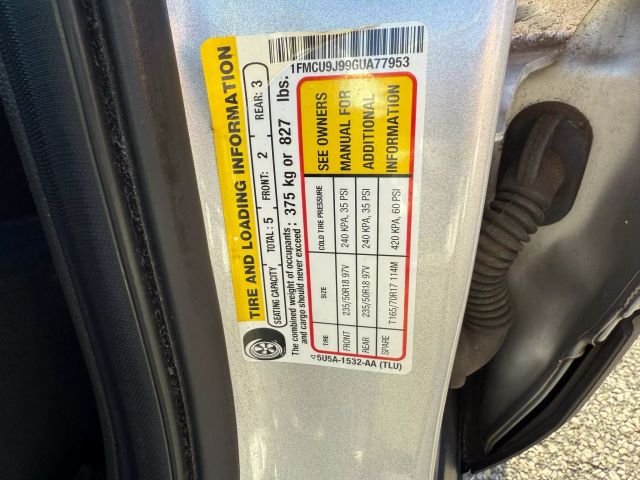 TIRE AND LOADING INFORMATION
SEATING CAPACITY TOTAL: 5 FRONT: 2 REAR: 3
The combined weight of occupants and cargo should never exceed: 375 kg or 827 lbs.
TIRE SIZE COLD TIRE PRESSURE
FRONT 235/50R18 97V 240 KPA, 35 PSI
REAR 235/50R18 97V 240 KPA, 35 PSI
SPARE T165/70R17 114M 420 KPA, 60 PSI
SEE OWNERS
MANUAL FOR
ADDITIONAL
INFORMATION
5U5A-1532-AA (TLU)
1FMCU9J99GUA77953